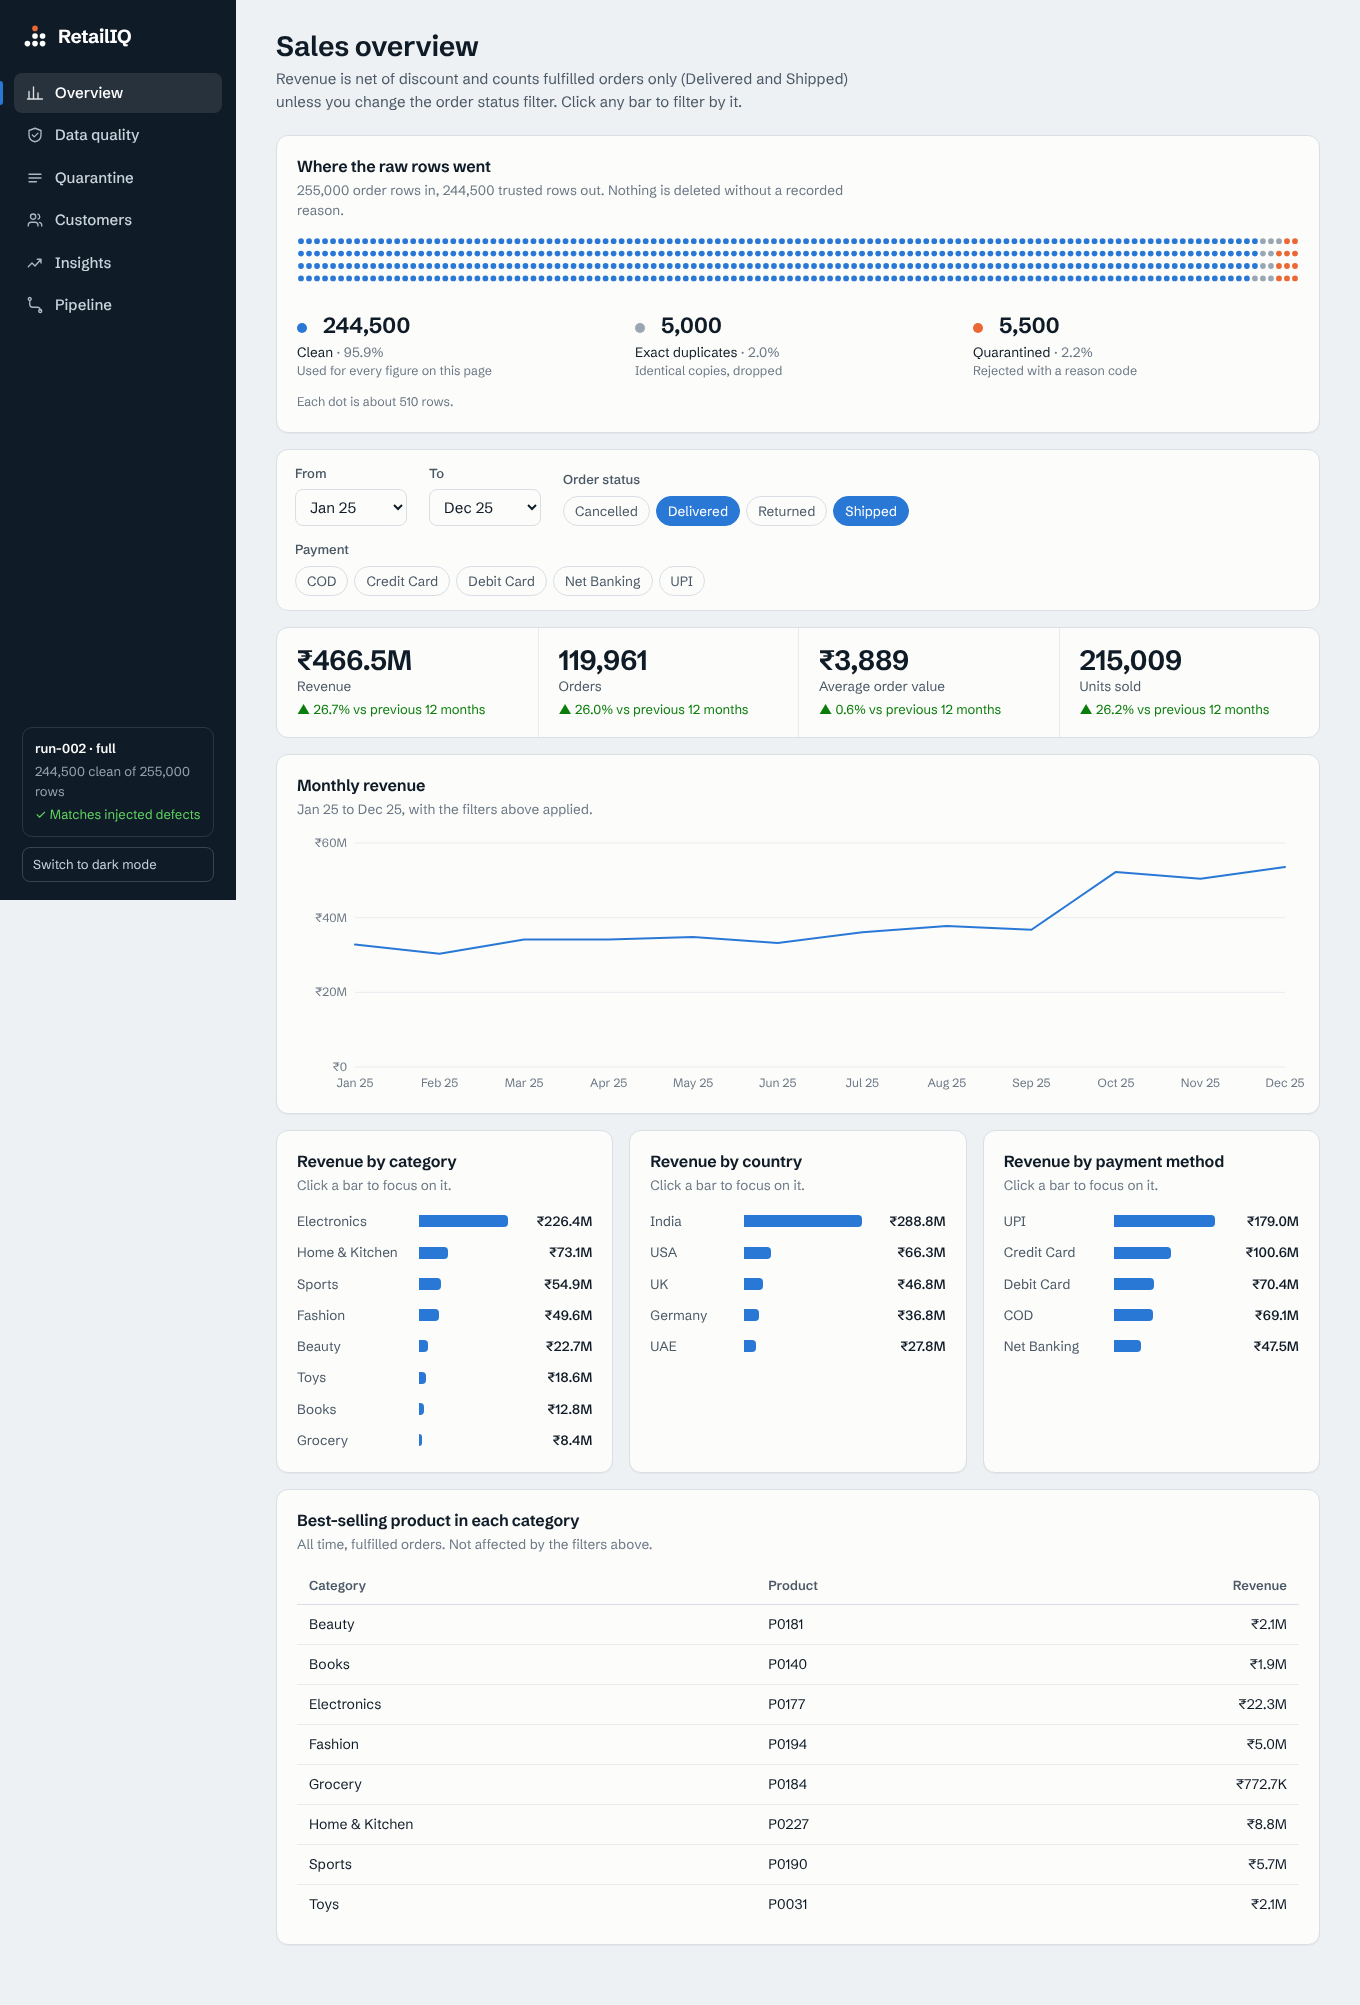 RetailIQ
Overview
Data quality
Quarantine
Customers
Insights
Pipeline
run-002 · full
244,500 clean of 255,000
rows
✓ Matches injected defects
Switch to dark mode
Sales overview
Revenue is net of discount and counts fulfilled orders only (Delivered and Shipped)
unless you change the order status filter. Click any bar to filter by it.
Where the raw rows went
255,000 order rows in, 244,500 trusted rows out. Nothing is deleted without a recorded
reason.
244,500
Clean · 95.9%
Used for every figure on this page
5,000
Exact duplicates · 2.0%
Identical copies, dropped
5,500
Quarantined · 2.2%
Rejected with a reason code
Each dot is about 510 rows.
From
Jan 25
To
Dec 25
Order status
Cancelled Delivered Returned Shipped
Payment
COD Credit Card Debit Card Net Banking UPI
₹466.5M
Revenue
▲ 26.7% vs previous 12 months
119,961
Orders
▲ 26.0% vs previous 12 months
₹3,889
Average order value
▲ 0.6% vs previous 12 months
215,009
Units sold
▲ 26.2% vs previous 12 months
Monthly revenue
Jan 25 to Dec 25, with the filters above applied.
₹60M
₹40M
₹20M
₹0
Jan 25 Feb 25 Mar 25 Apr 25 May 25 Jun 25 Jul 25 Aug 25 Sep 25 Oct 25 Nov 25 Dec 25
Revenue by category
Click a bar to focus on it.
Electronics ₹226.4M
Home & Kitchen ₹73.1M
Sports ₹54.9M
Fashion ₹49.6M
Beauty ₹22.7M
Toys ₹18.6M
Books ₹12.8M
Grocery ₹8.4M
Revenue by country
Click a bar to focus on it.
India ₹288.8M
USA ₹66.3M
UK ₹46.8M
Germany ₹36.8M
UAE ₹27.8M
Revenue by payment method
Click a bar to focus on it.
UPI ₹179.0M
Credit Card ₹100.6M
Debit Card ₹70.4M
COD ₹69.1M
Net Banking ₹47.5M
Best-selling product in each category
All time, fulfilled orders. Not affected by the filters above.
Category Product Revenue
Beauty P0181 ₹2.1M
Books P0140 ₹1.9M
Electronics P0177 ₹22.3M
Fashion P0194 ₹5.0M
Grocery P0184 ₹772.7K
Home & Kitchen P0227 ₹8.8M
Sports P0190 ₹5.7M
Toys P0031 ₹2.1M